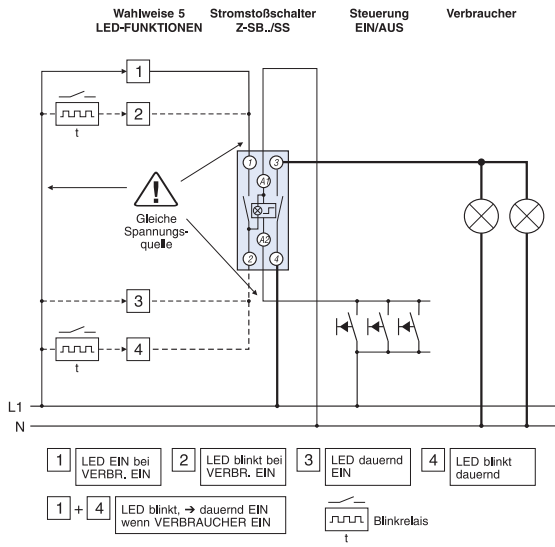 Wahlweise 5
LED-FUNKTIONEN
Stromstoßschalter
Z-SB../SS
Steuerung
EIN/AUS
Verbraucher
1
2
t
1
3
A1
A2
2
4
Gleiche
Spannungs-
quelle
3
4
t
L1
N
1
LED EIN bei
VERBR. EIN
2
LED blinkt bei
VERBR. EIN
3
LED dauernd
EIN
4
LED blinkt
dauernd
1 + 4
LED blinkt, → dauernd EIN
wenn VERBRAUCHER EIN
Blinkrelais
t